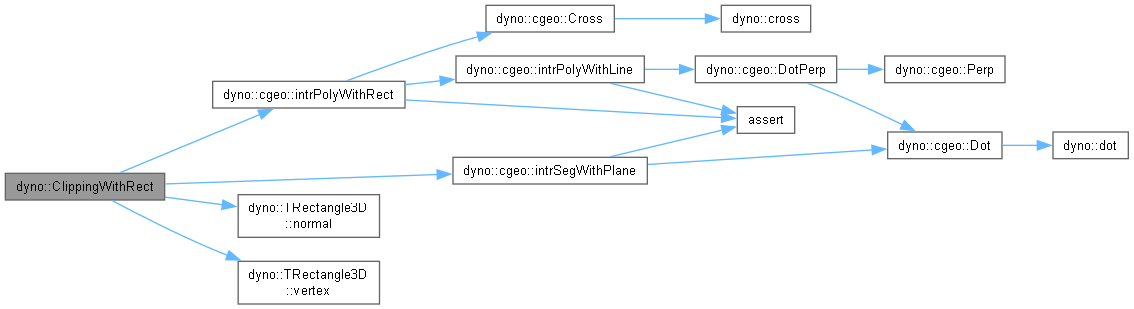 dyno::cgeo::Cross
dyno::cross
dyno::cgeo::intrPolyWithLine
dyno::cgeo::DotPerp
dyno::cgeo::Perp
dyno::cgeo::intrPolyWithRect
assert
dyno::cgeo::Dot
dyno::dot
dyno::cgeo::intrSegWithPlane
dyno::ClippingWithRect
dyno::TRectangle3D
::normal
dyno::TRectangle3D
::vertex